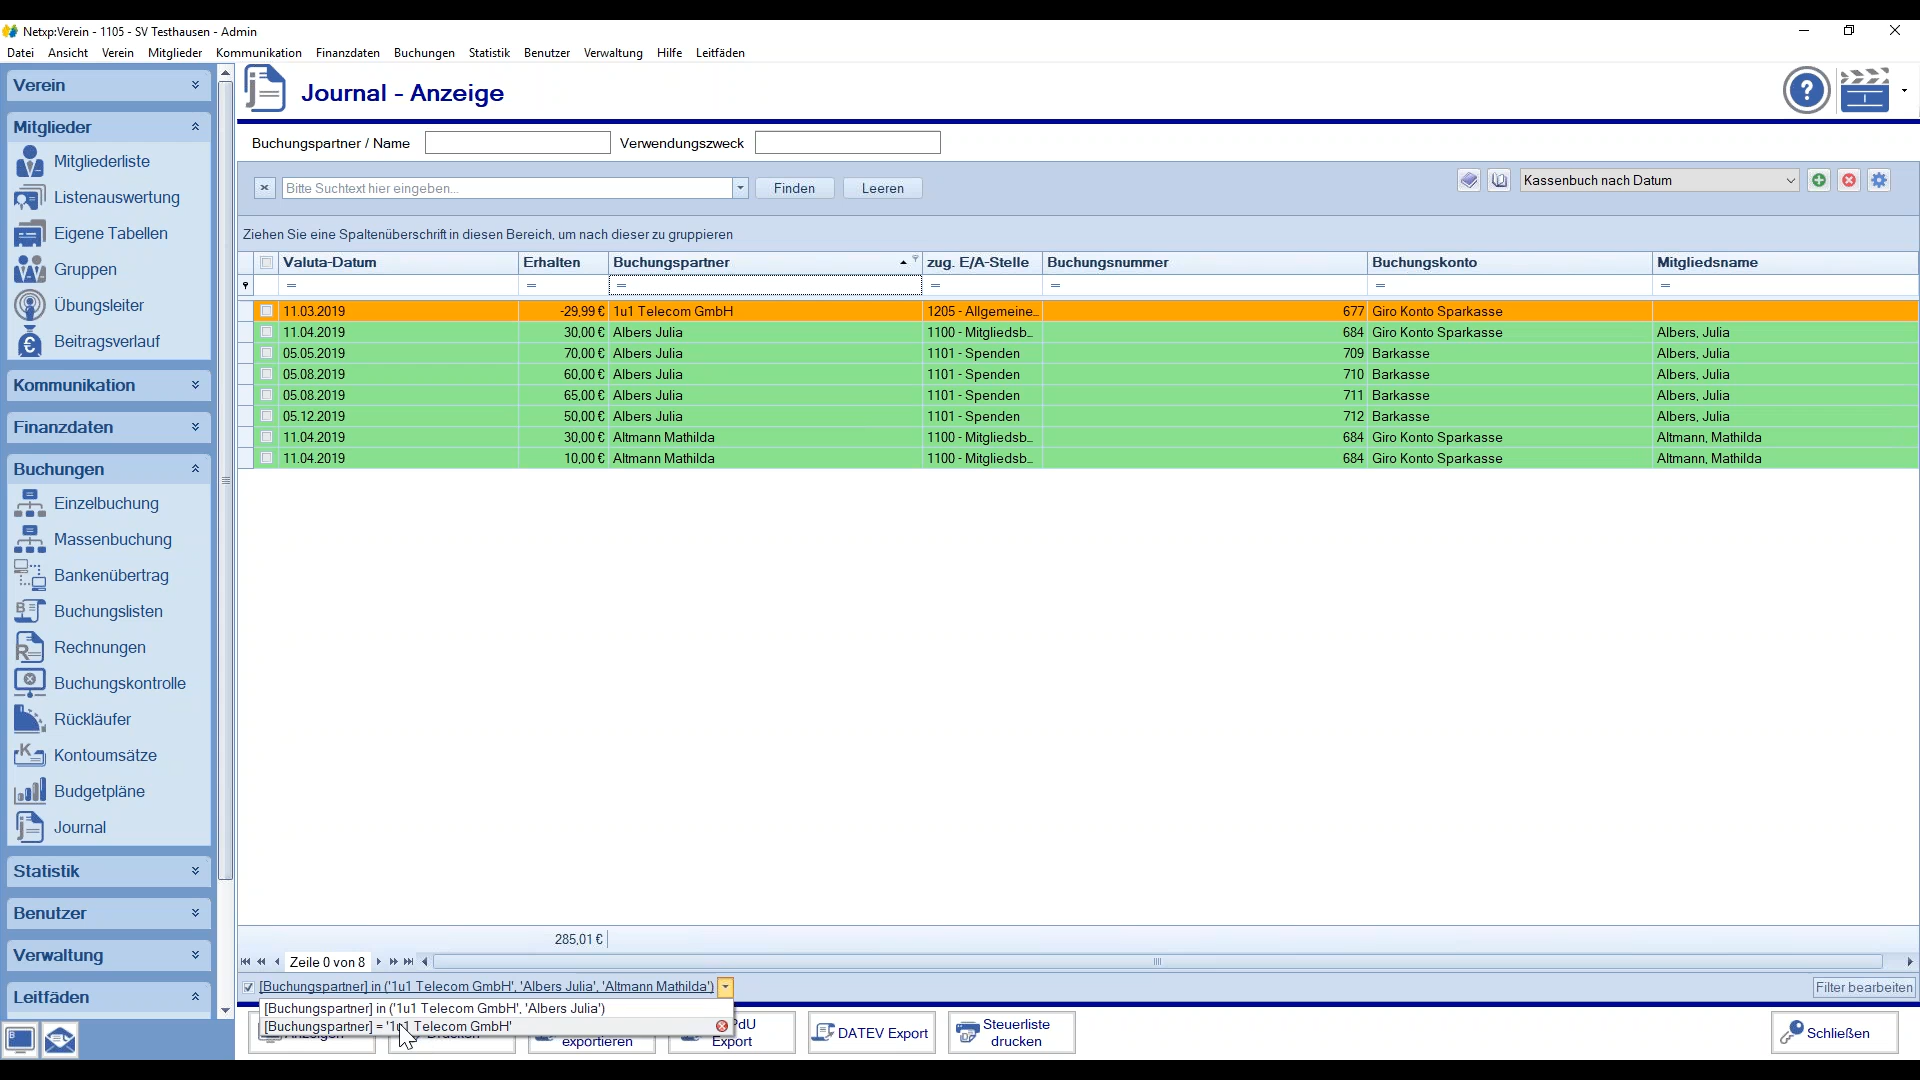 Netxp:Verein - 1105 - SV Testhausen - Admin
Datei Ansicht Verein Mitglieder Kommunikation Finanzdaten Buchungen Statistik Benutzer Verwaltung Hilfe Leitfäden
Verein
Mitglieder
Mitgliederliste
Listenauswertung
Eigene Tabellen
Gruppen
Übungsleiter
Beitragsverlauf
Kommunikation
Finanzdaten
Buchungen
Einzelbuchung
Massenbuchung
Bankenübertrag
Buchungslisten
Rechnungen
Buchungskontrolle
Rückläufer
Kontoumsätze
Budgetpläne
Journal
Statistik
Benutzer
Verwaltung
Leitfäden
Journal - Anzeige
Buchungspartner / Name Verwendungszweck
Bitte Suchtext hier eingeben... Finden Leeren Kassenbuch nach Datum
Ziehen Sie eine Spaltenüberschrift in diesen Bereich, um nach dieser zu gruppieren
Valuta-Datum Erhalten Buchungspartner zug. E/A-Stelle Buchungsnummer Buchungskonto Mitgliedsname
= = = = = = =
11.03.2019 -29,99 € 1u1 Telecom GmbH 1205 - Allgemeine... 677 Giro Konto Sparkasse
11.04.2019 30,00 € Albers Julia 1100 - Mitgliedsb... 684 Giro Konto Sparkasse Albers, Julia
05.05.2019 70,00 € Albers Julia 1101 - Spenden 709 Barkasse Albers, Julia
05.08.2019 60,00 € Albers Julia 1101 - Spenden 710 Barkasse Albers, Julia
05.08.2019 65,00 € Albers Julia 1101 - Spenden 711 Barkasse Albers, Julia
05.12.2019 50,00 € Albers Julia 1101 - Spenden 712 Barkasse Albers, Julia
11.04.2019 30,00 € Altmann Mathilda 1100 - Mitgliedsb... 684 Giro Konto Sparkasse Altmann, Mathilda
11.04.2019 10,00 € Altmann Mathilda 1100 - Mitgliedsb... 684 Giro Konto Sparkasse Altmann, Mathilda
285,01 €
Zeile 0 von 8
[Buchungspartner] in ('1u1 Telecom GmbH', 'Albers Julia', 'Altmann Mathilda') Filter bearbeiten
[Buchungspartner] in ('1u1 Telecom GmbH', 'Albers Julia')
[Buchungspartner] = '1u1 Telecom GmbH'
exportieren
PdU
Export
DATEV Export
Steuerliste
drucken
Schließen